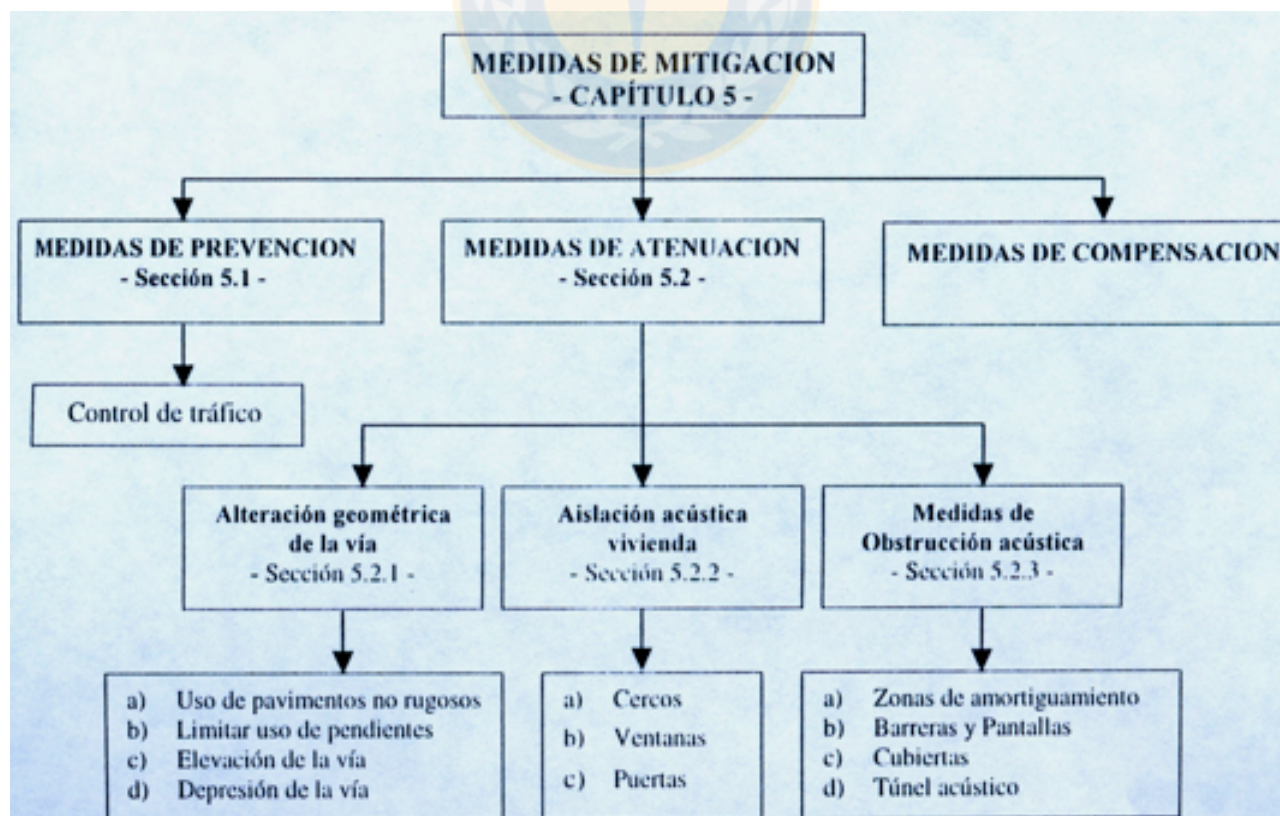 MEDIDAS DE MITIGACION
- CAPÍTULO 5 -
MEDIDAS DE PREVENCION
- Sección 5.1 -
MEDIDAS DE ATENUACION
- Sección 5.2 -
MEDIDAS DE COMPENSACION
Control de tráfico
Alteración geométrica
de la vía
- Sección 5.2.1 -
Aislación acústica
vivienda
- Sección 5.2.2 -
Medidas de
Obstrucción acústica
- Sección 5.2.3 -
a) Uso de pavimentos no rugosos
b) Limitar uso de pendientes
c) Elevación de la vía
d) Depresión de la vía
a) Cercos
b) Ventanas
c) Puertas
a) Zonas de amortiguamiento
b) Barreras y Pantallas
c) Cubiertas
d) Túnel acústico